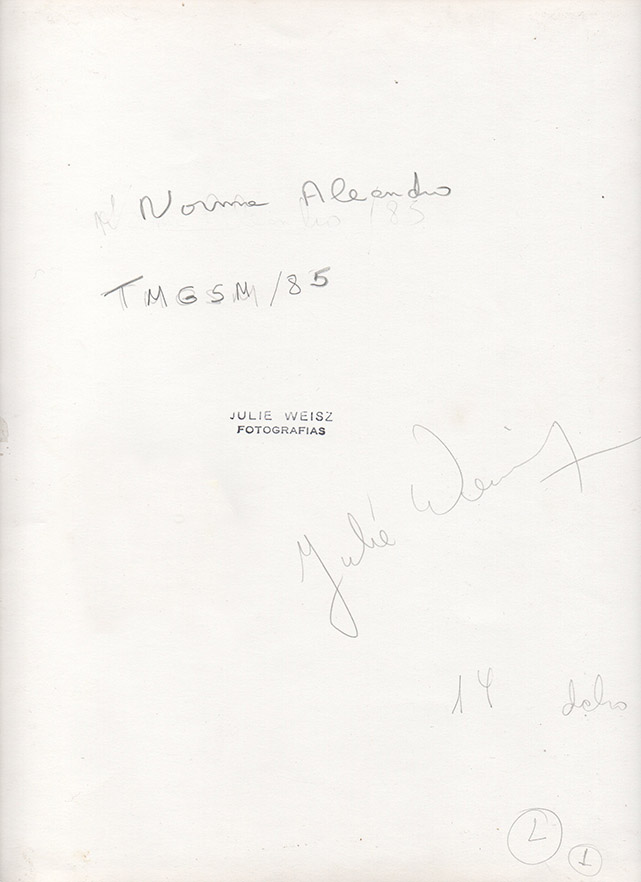 Norma Aleandro
TMGSM/85
JULIE WEISZ
FOTOGRAFIAS
Julie Weisz
14
L
1